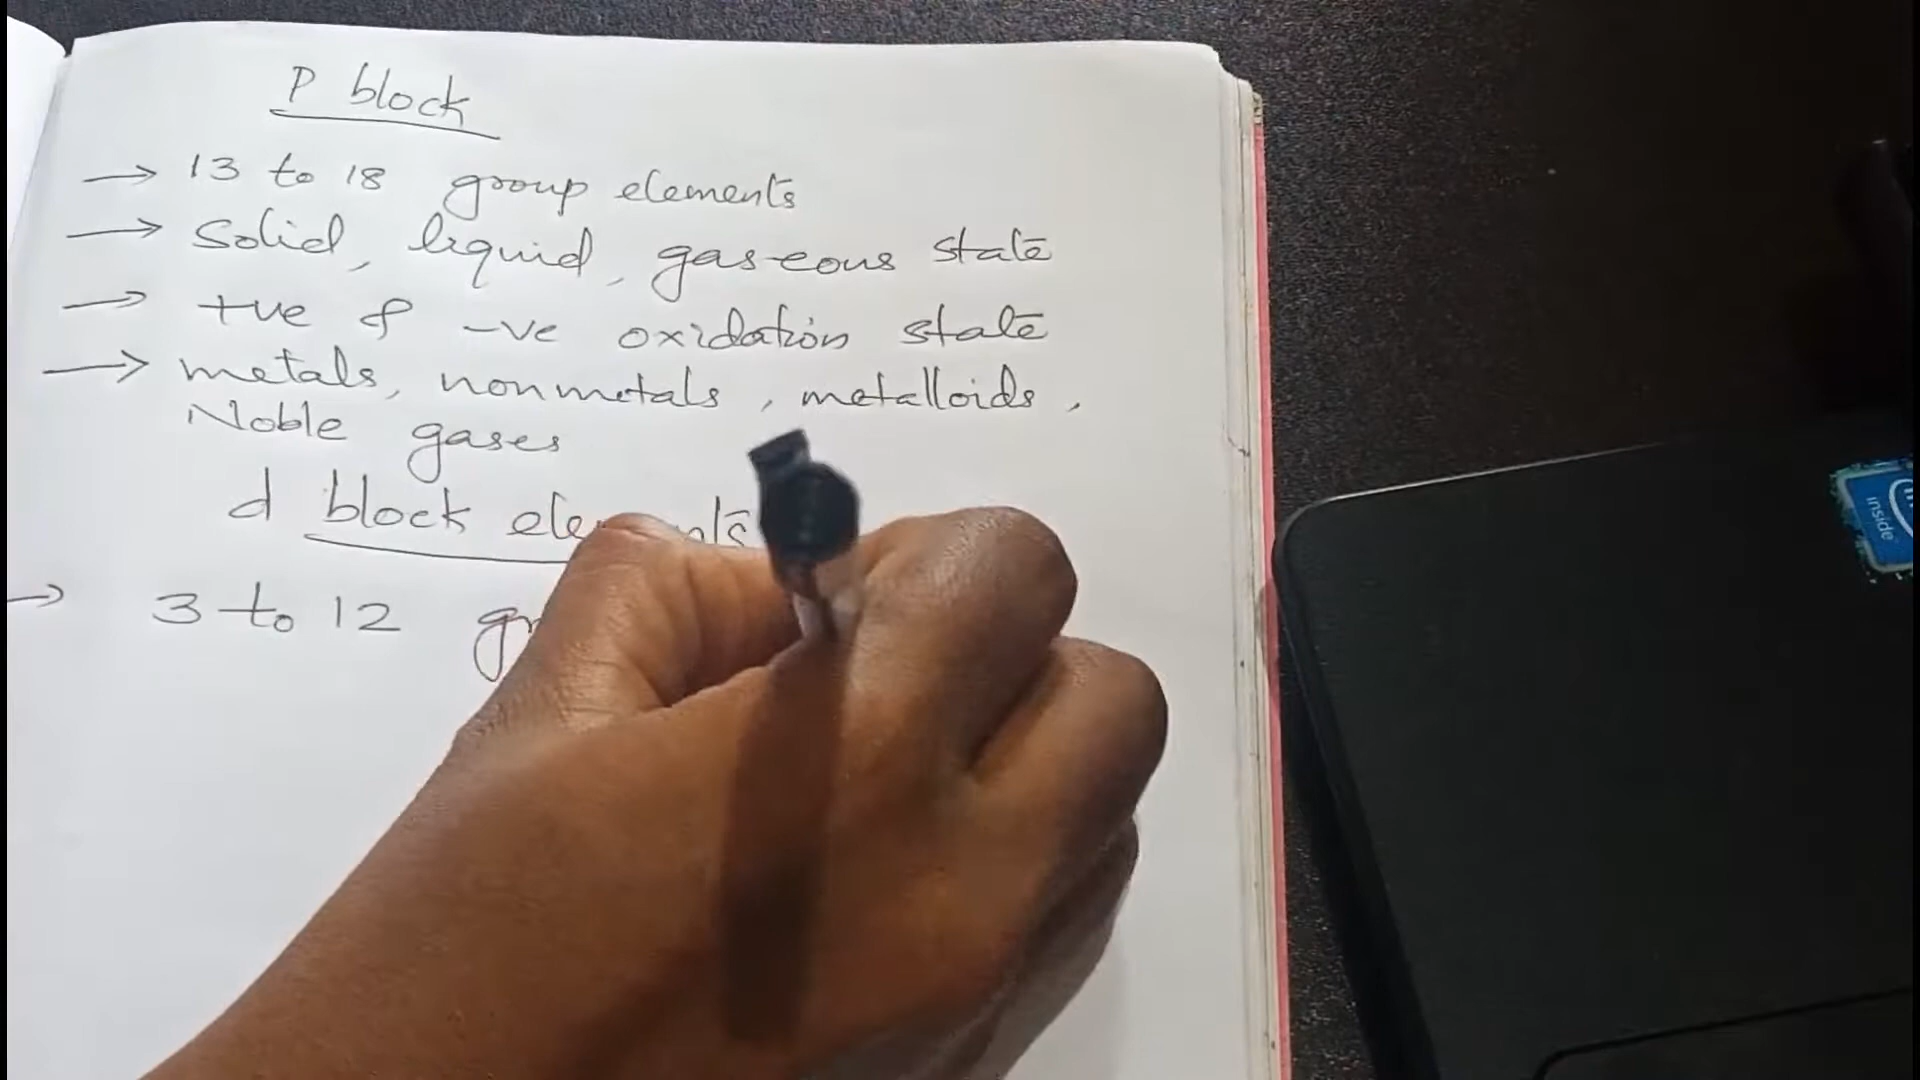 P block
→ 13 to 18 group elements
→ solid, liquid, gaseous state
→ +ve & -ve oxidation state
→ metals, nonmetals, metalloids,
Noble gases
d block
→ 3 to 12
inside